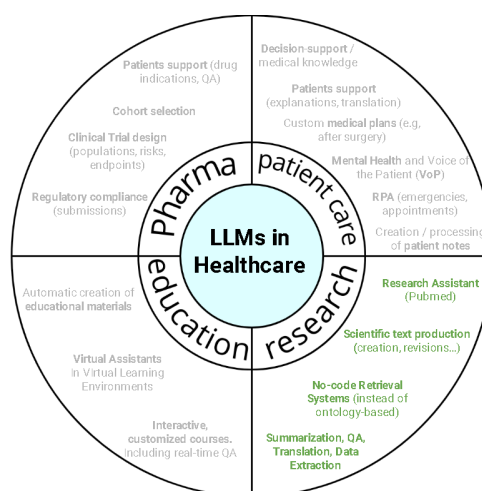 Patients support (drug
indications, QA)
Cohort selection
Clinical Trial design
(populations, risks,
endpoints)
Regulatory compliance
(submissions)
Decision-support /
medical knowledge
Patients support
(explanations, translation)
Custom medical plans (e.g,
after surgery)
Mental Health and Voice of
the Patient (VoP)
RPA (emergencies,
appointments)
Creation / processing
of patient notes
Pharma
patient care
LLMs in
Healthcare
education
research
Automatic creation of
educational materials
Virtual Assistants
in Virtual Learning
Environments
Interactive,
customized courses.
Including real-time QA
Research Assistant
(Pubmed)
Scientific text production
(creation, revisions...)
No-code Retrieval
Systems (instead of
ontology-based)
Summarization, QA,
Translation, Data
Extraction